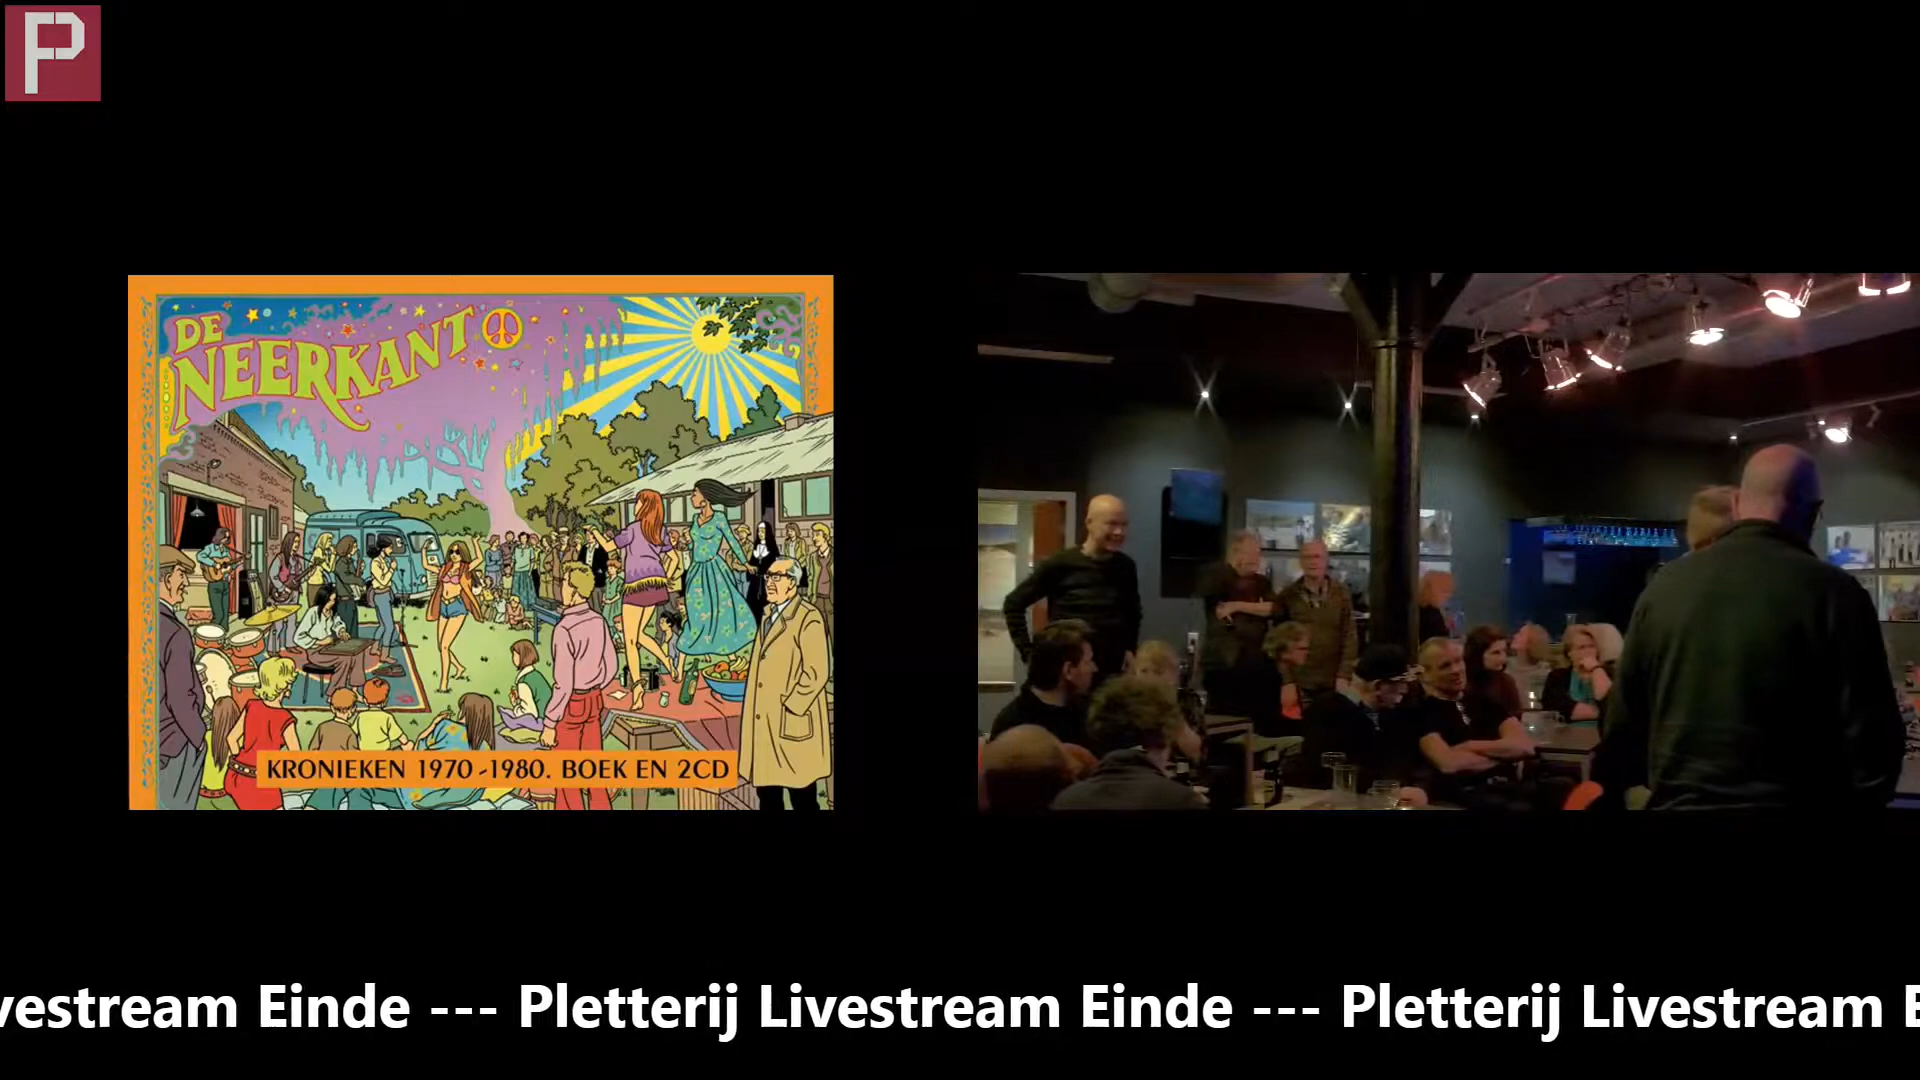 P
DE
NEERKANT
KRONIEKEN 1970-1980. BOEK EN 2CD
vestream Einde --- Pletterij Livestream Einde --- Pletterij Livestream E